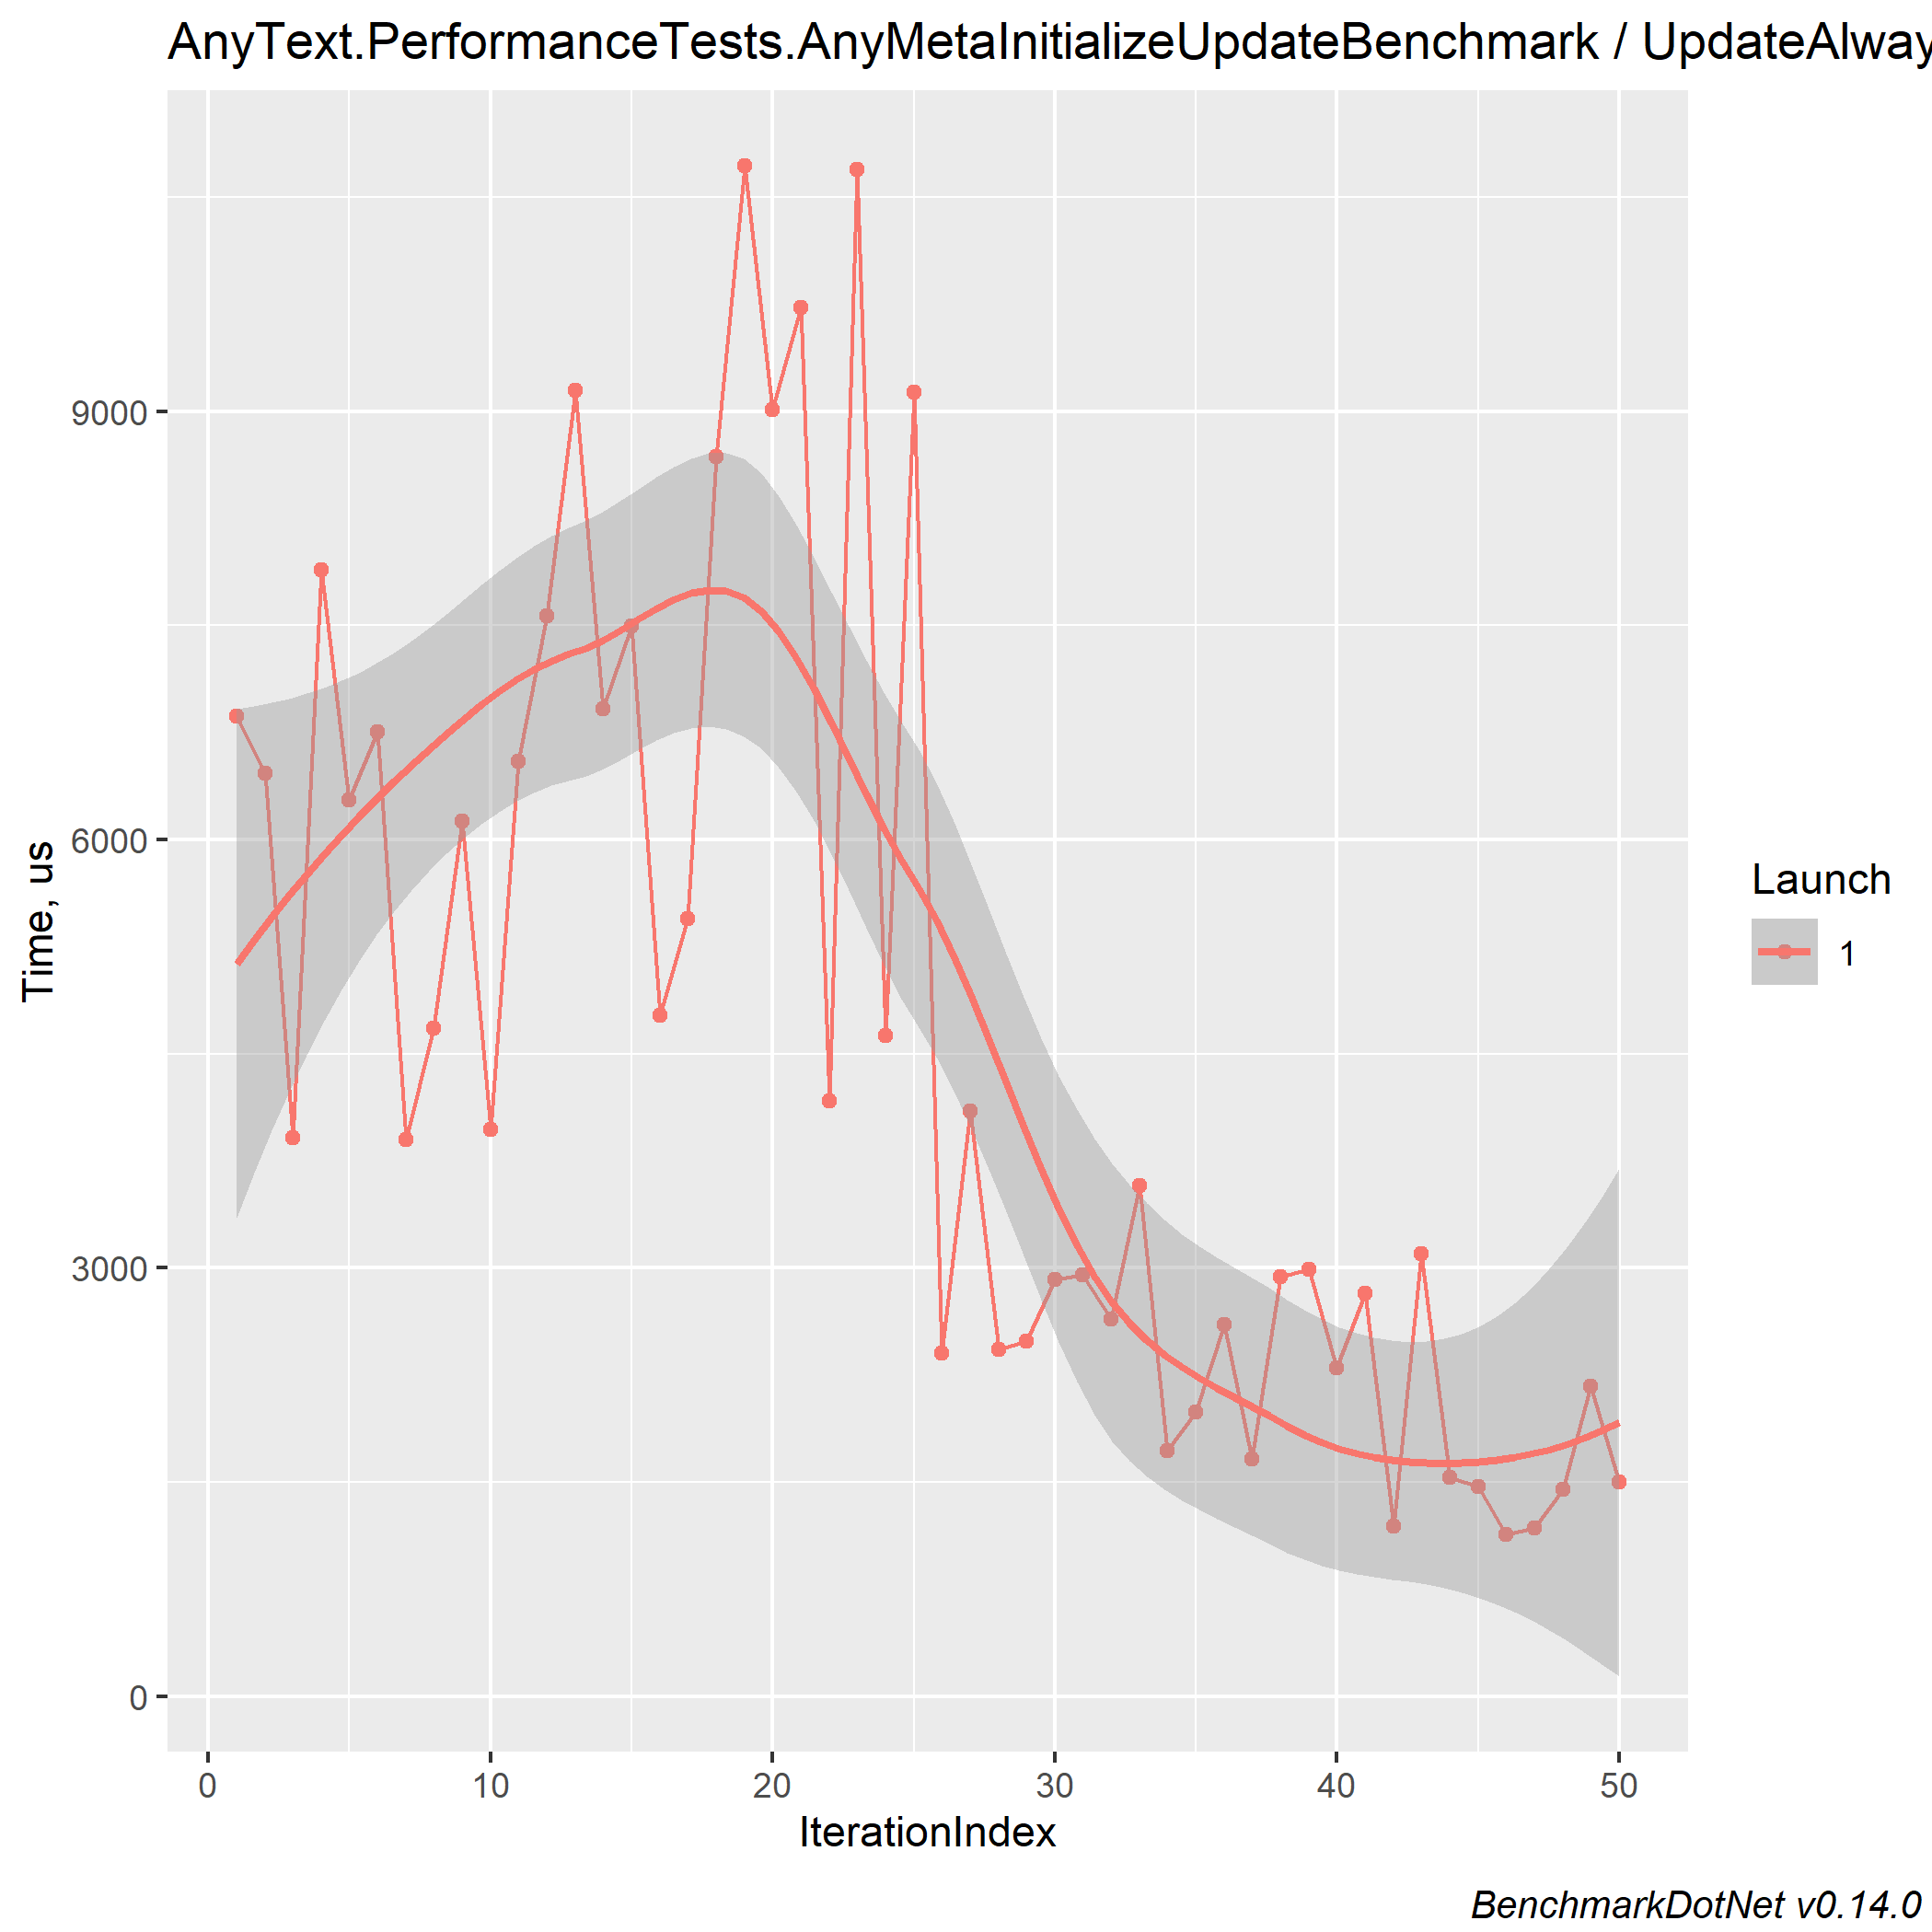 AnyText.PerformanceTests.AnyMetaInitializeUpdateBenchmark / UpdateAlway
9000
6000
3000
0
Time, us
0 10 20 30 40 50
IterationIndex
Launch
1
BenchmarkDotNet v0.14.0